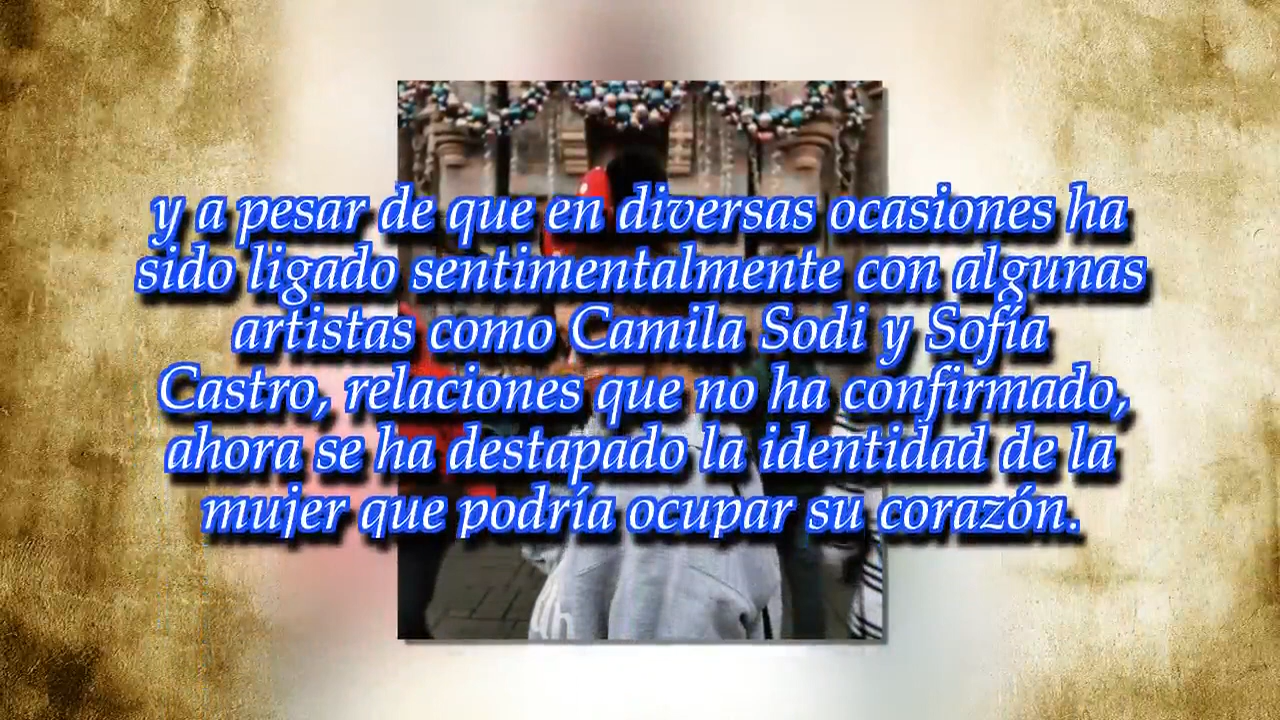 y a pesar de que en diversas ocasiones ha
sido ligado sentimentalmente con algunas
artistas como Camila Sodi y Sofía
Castro, relaciones que no ha confirmado,
ahora se ha destapado la identidad de la
mujer que podría ocupar su corazón.